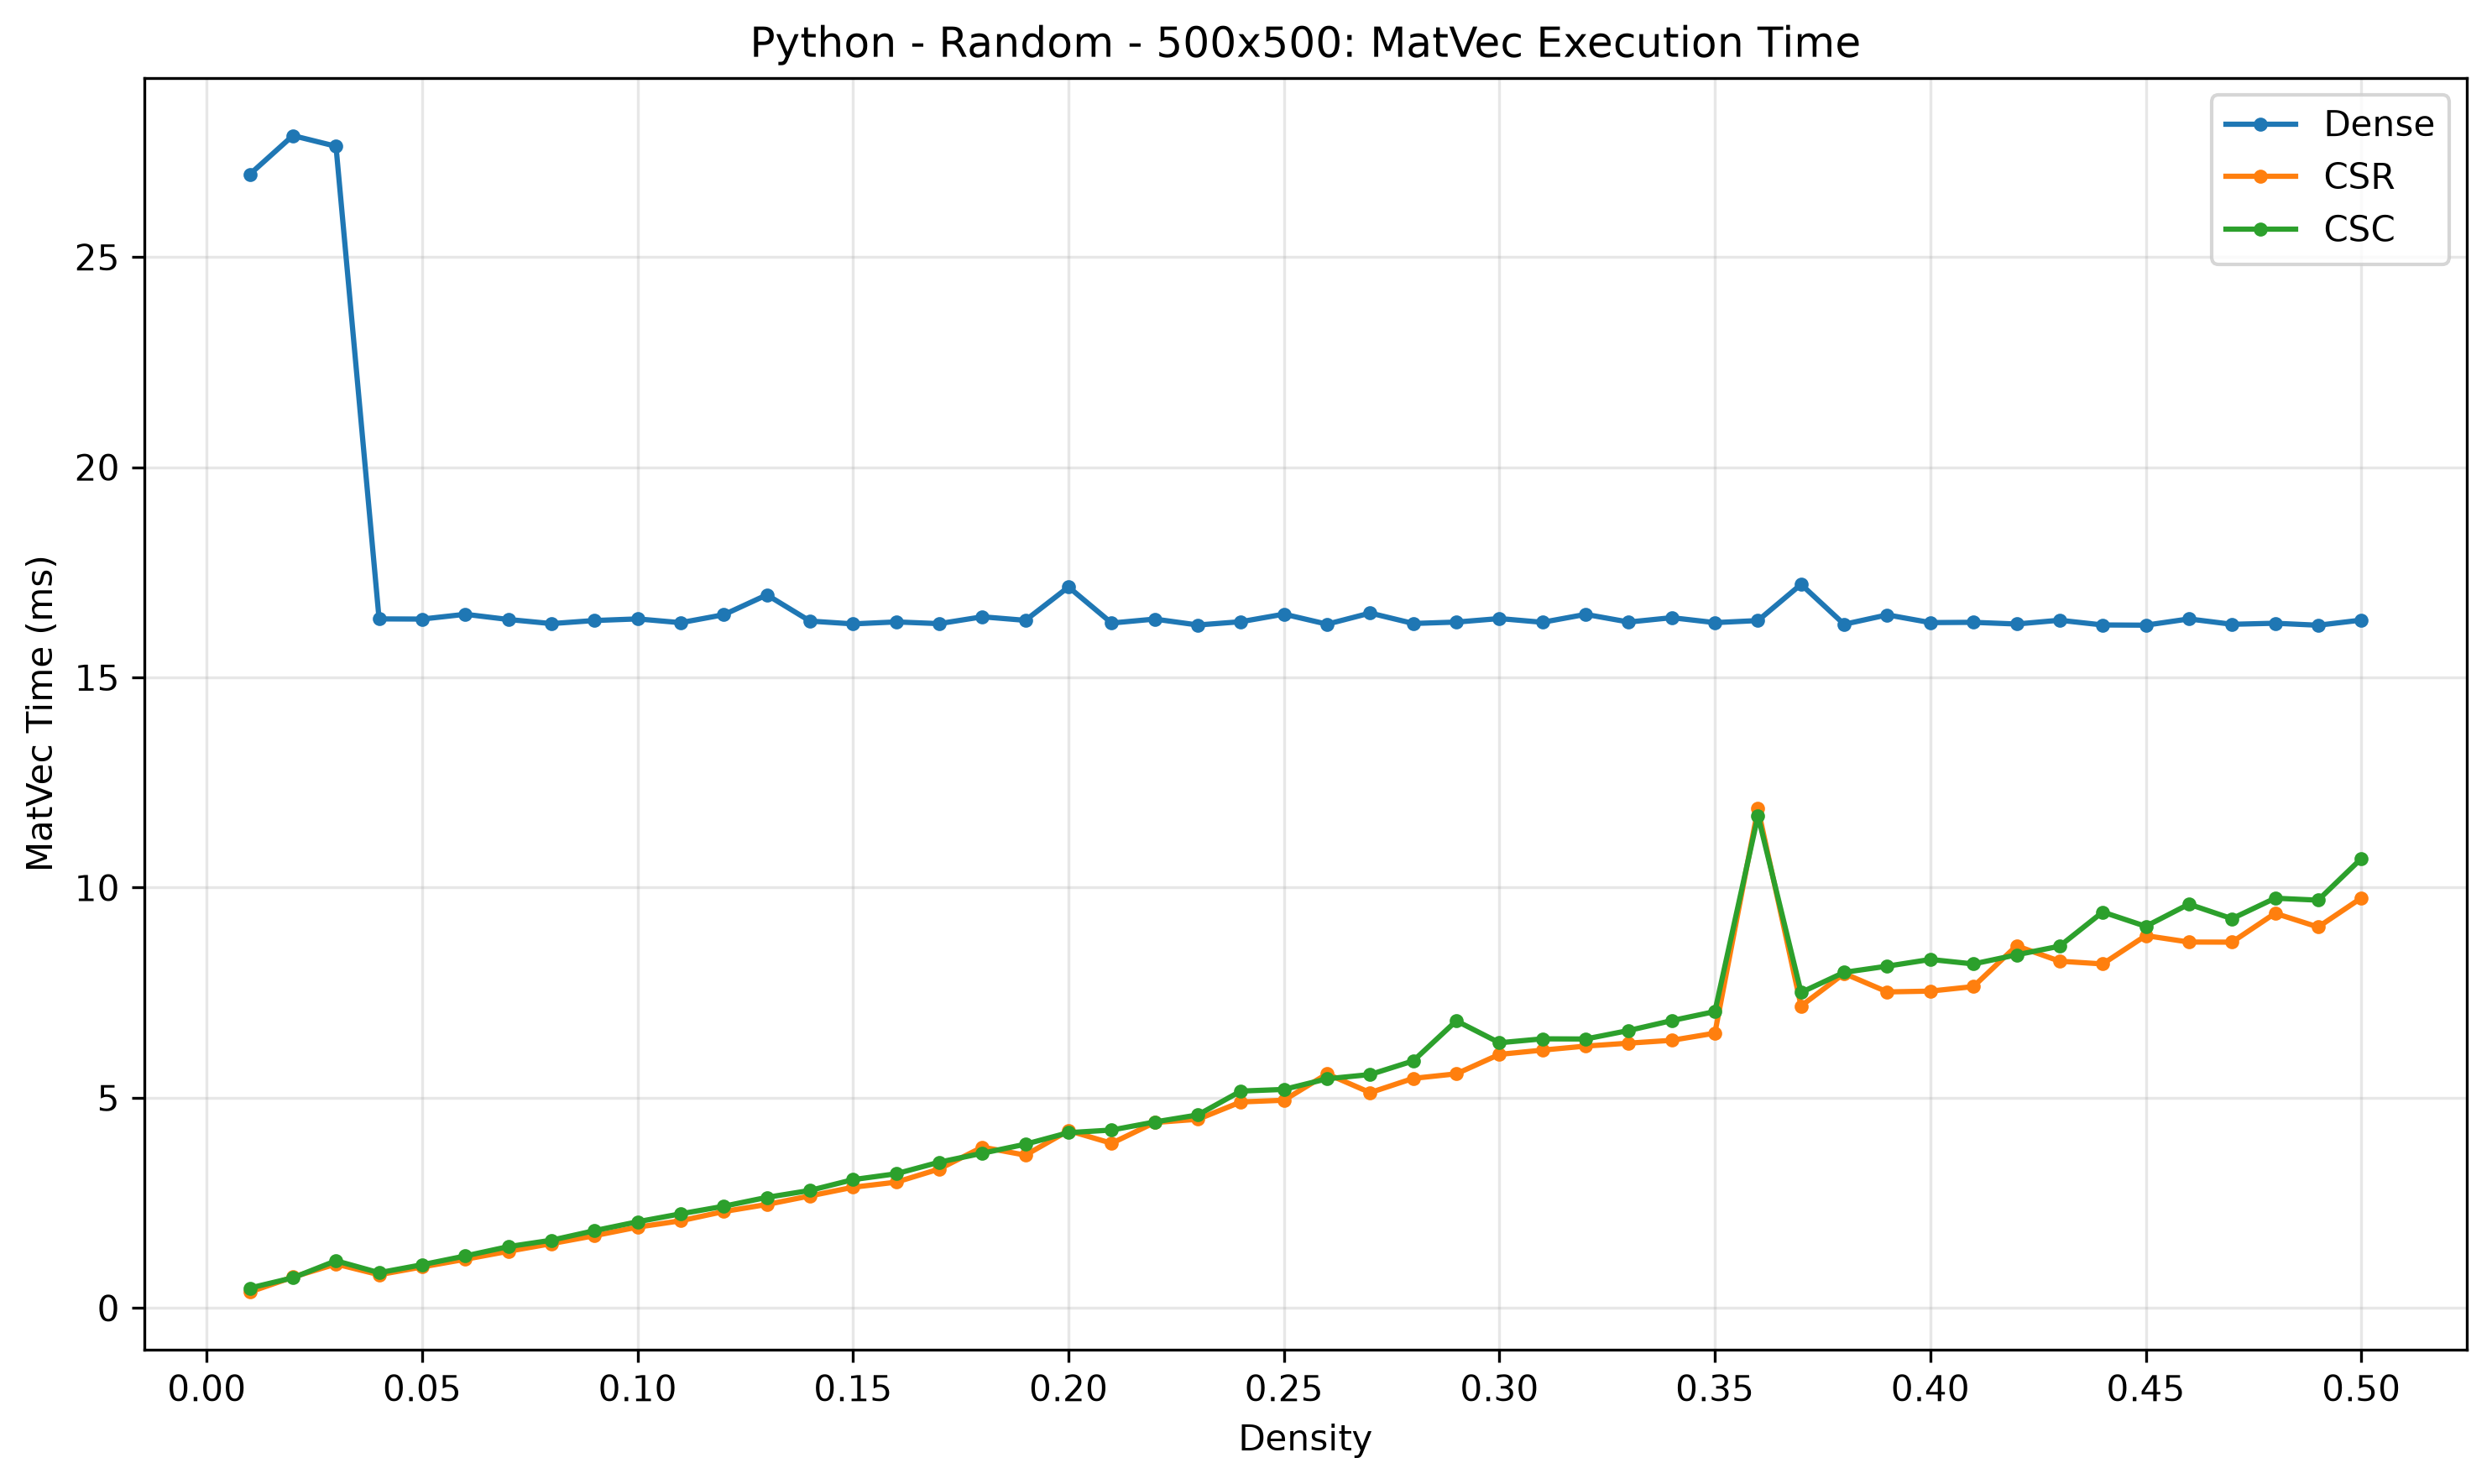 Python - Random - 500x500: MatVec Execution Time
Dense
CSR
CSC
MatVec Time (ms)
25
20
15
10
5
0
0.00 0.05 0.10 0.15 0.20 0.25 0.30 0.35 0.40 0.45 0.50
Density